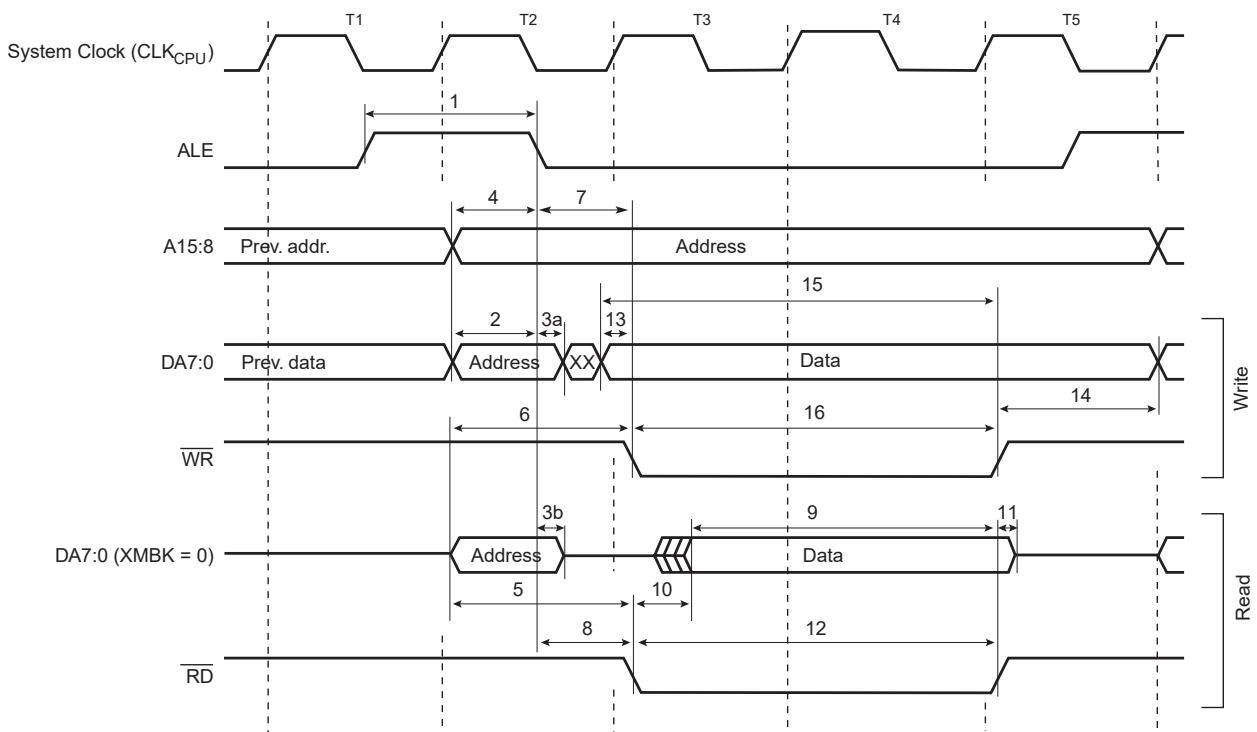 T1 T2 T3 T4 T5
System Clock (CLKCPU)
1
ALE
4 7
A15:8 Prev. addr. Address
15
2 3a 13
DA7:0 Prev. data Address XX Data
Write
14
6 16
WR
3b 9 11
DA7:0 (XMBK = 0) Address Data
5 10
Read
8 12
RD